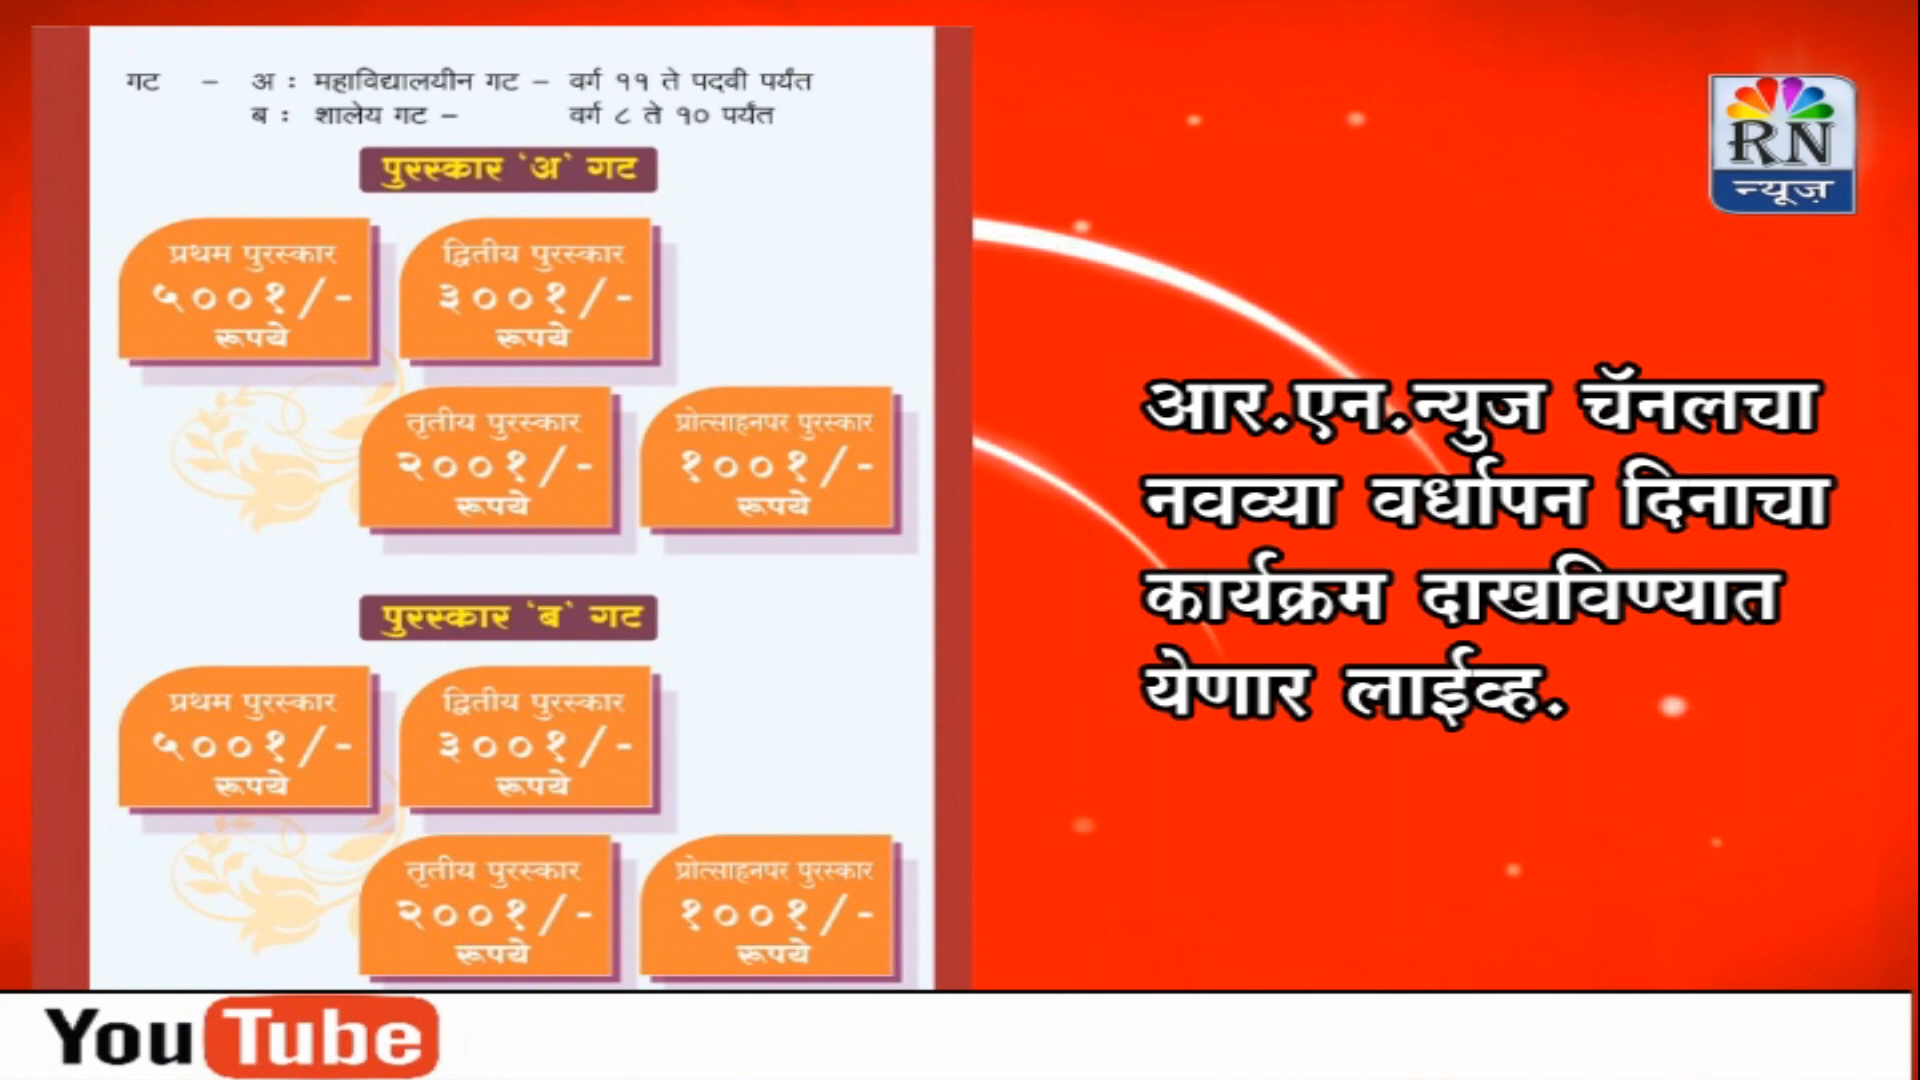 गट - अ : महाविद्यालयीन गट - वर्ग ११ ते पदवी पर्यंत
ब : शालेय गट - वर्ग ८ ते १० पर्यंत
पुरस्कार 'अ' गट
प्रथम पुरस्कार
५००१/-
रूपये
द्वितीय पुरस्कार
३००१/-
रूपये
तृतीय पुरस्कार
२००१/-
रूपये
प्रोत्साहनपर पुरस्कार
१००१/-
रूपये
पुरस्कार 'ब' गट
प्रथम पुरस्कार
५००१/-
रूपये
द्वितीय पुरस्कार
३००१/-
रूपये
तृतीय पुरस्कार
२००१/-
रूपये
प्रोत्साहनपर पुरस्कार
१००१/-
रूपये
RN
न्यूज़
आर.एन.न्युज चॅनलचा
नवव्या वर्धापन दिनाचा
कार्यक्रम दाखविण्यात
येणार लाईव्ह.
YouTube